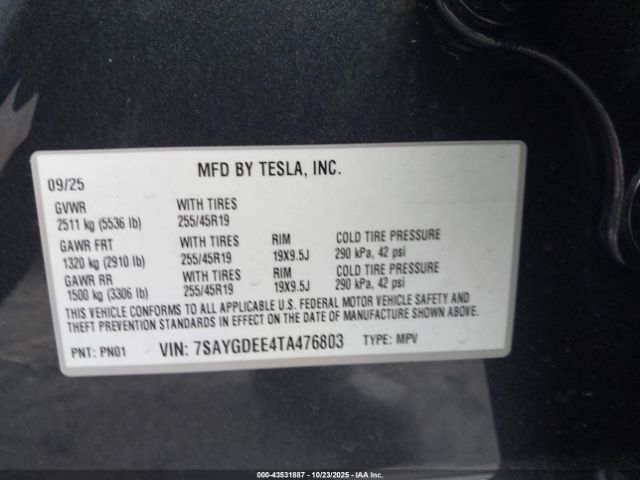 MFD BY TESLA, INC.
09/25
GVWR WITH TIRES
2511 kg (5536 lb) 255/45R19
GAWR FRT WITH TIRES RIM COLD TIRE PRESSURE
1320 kg (2910 lb) 255/45R19 19X9.5J 290 kPa, 42 psi
GAWR RR WITH TIRES RIM COLD TIRE PRESSURE
1500 kg (3306 lb) 255/45R19 19X9.5J 290 kPa, 42 psi
THIS VEHICLE CONFORMS TO ALL APPLICABLE U.S. FEDERAL MOTOR VEHICLE SAFETY AND
THEFT PREVENTION STANDARDS IN EFFECT ON THE DATE OF MANUFACTURE SHOWN ABOVE.
PNT: PN01 VIN: 7SAYGDEE4TA476803 TYPE: MPV
000-43531887 - 10/23/2025 - IAA Inc.